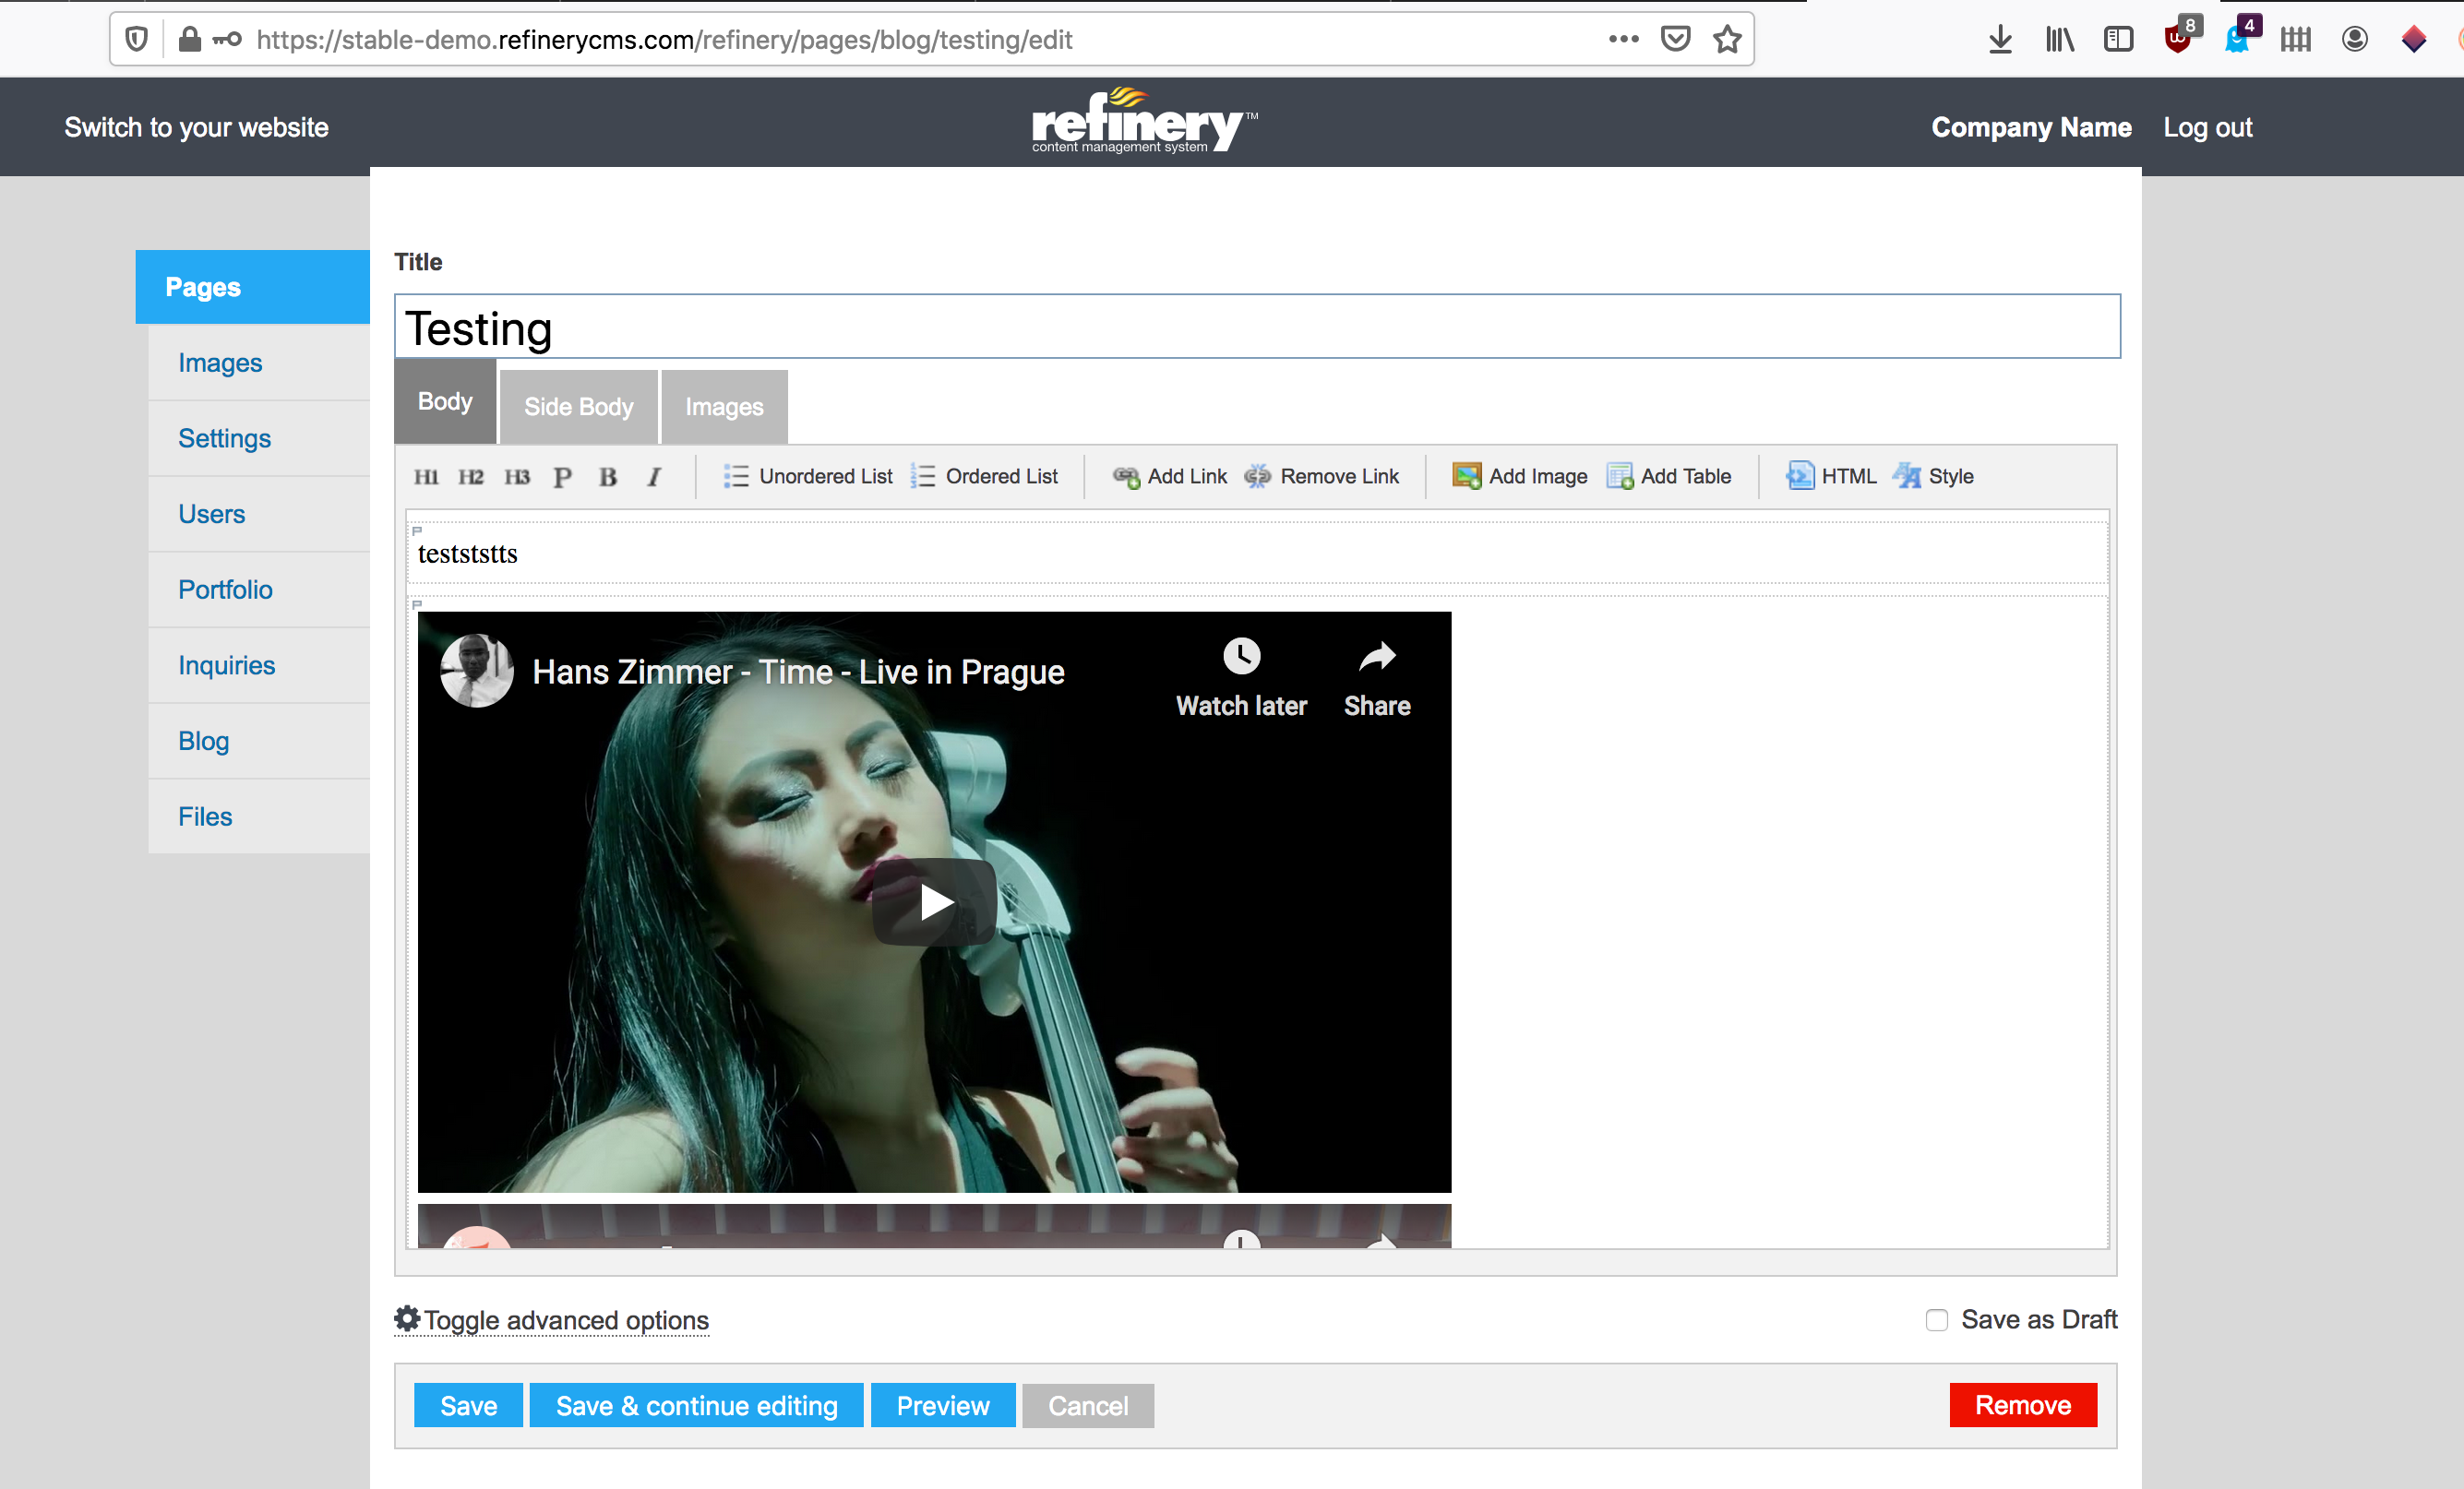 https://stable-demo.refinerycms.com/refinery/pages/blog/testing/edit
8
4
Switch to your website
refinery™
content management system
Company Name
Log out
Pages
Images
Settings
Users
Portfolio
Inquiries
Blog
Files
Title
Testing
Body
Side Body
Images
H1 H2 H3 P B I Unordered List Ordered List Add Link Remove Link Add Image Add Table HTML Style
testststts
Hans Zimmer - Time - Live in Prague
Watch later
Share
Toggle advanced options
Save as Draft
Save
Save & continue editing
Preview
Cancel
Remove